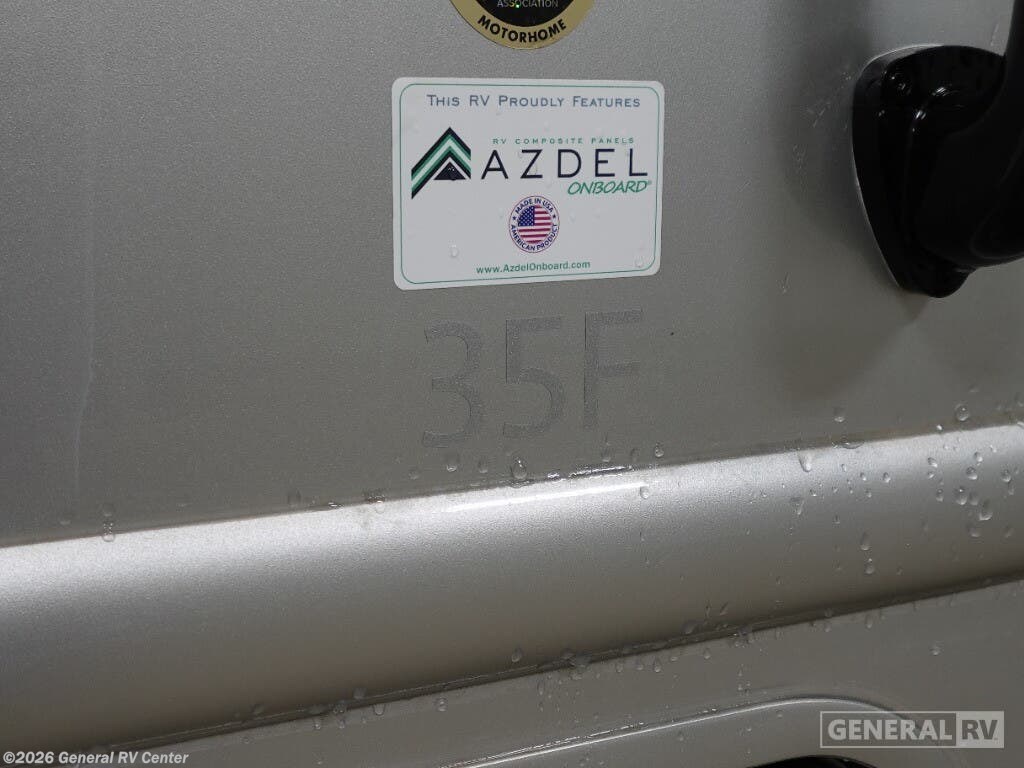 ASSOCIATION
MOTORHOME
THIS RV PROUDLY FEATURES
RV COMPOSITE PANELS
AZDEL
ONBOARD®
MADE IN USA
AMERICAN PRODUCT
www.AzdelOnboard.com
35F
GENERAL RV
©2026 General RV Center